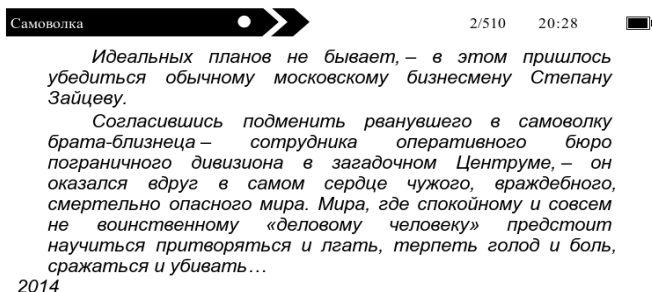 Самоволка 2/510 20:28
Идеальных планов не бывает, – в этом пришлось
убедиться обычному московскому бизнесмену Степану
Зайцеву.
Согласившись подменить рванувшего в самоволку
брата-близнеца – сотрудника оперативного бюро
пограничного дивизиона в загадочном Центруме, – он
оказался вдруг в самом сердце чужого, враждебного,
смертельно опасного мира. Мира, где спокойному и совсем
не воинственному «деловому человеку» предстоит
научиться притворяться и лгать, терпеть голод и боль,
сражаться и убивать…
2014